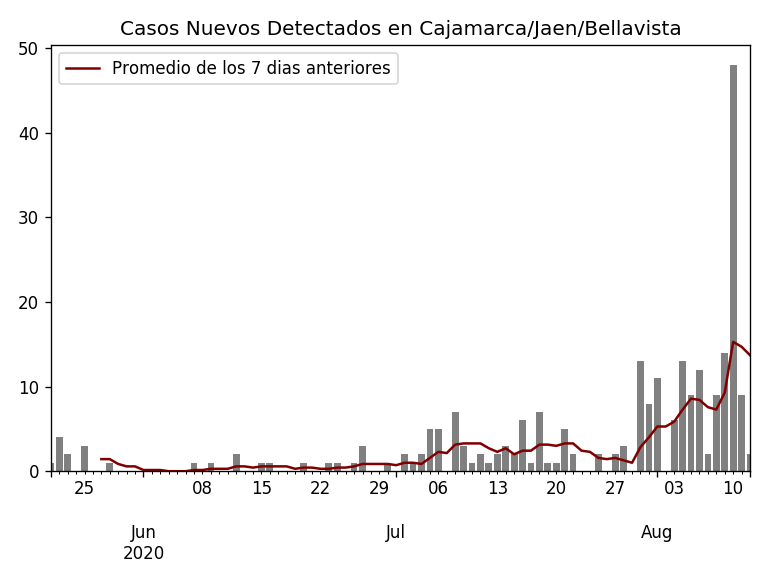 Casos Nuevos Detectados en Cajamarca/Jaen/Bellavista
Promedio de los 7 dias anteriores
50
40
30
20
10
0
25 08 15 22 29 06 13 20 27 03 10
Jun Jul Aug
2020